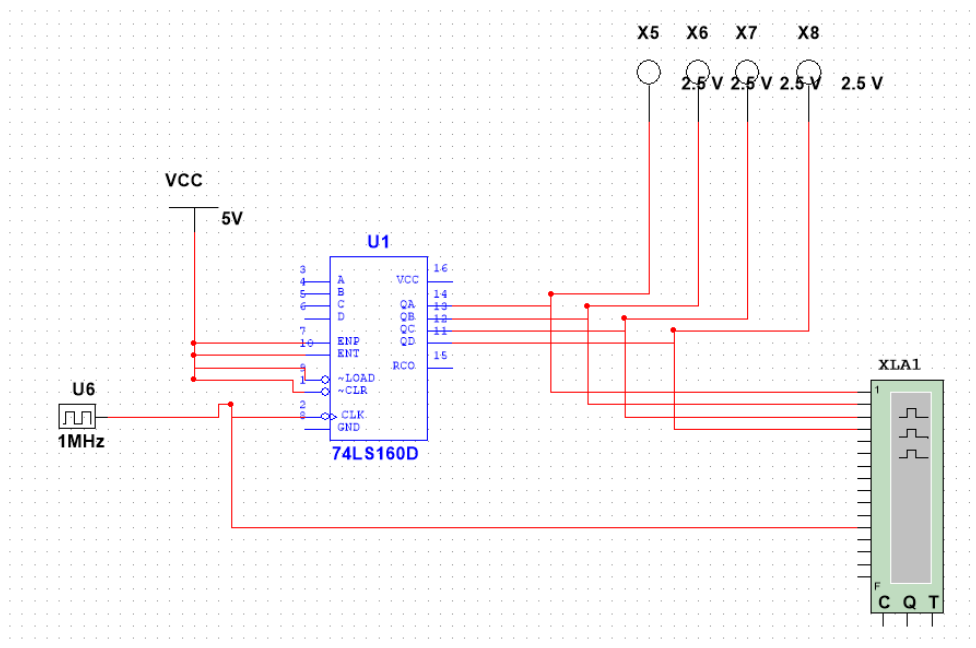 X5 X6 X7 X8
2.5 V 2.5 V 2.5 V 2.5 V
VCC
5V
U1
3 A VCC 16
4 B
5 C QA 14
6 D QB 13
QC 12
7 ENP QD 11
10 ENT
RCO 15
9 ~LOAD
1 ~CLR
2 CLK
8 GND
74LS160D
U6
1MHz
XLA1
1
F
C Q T